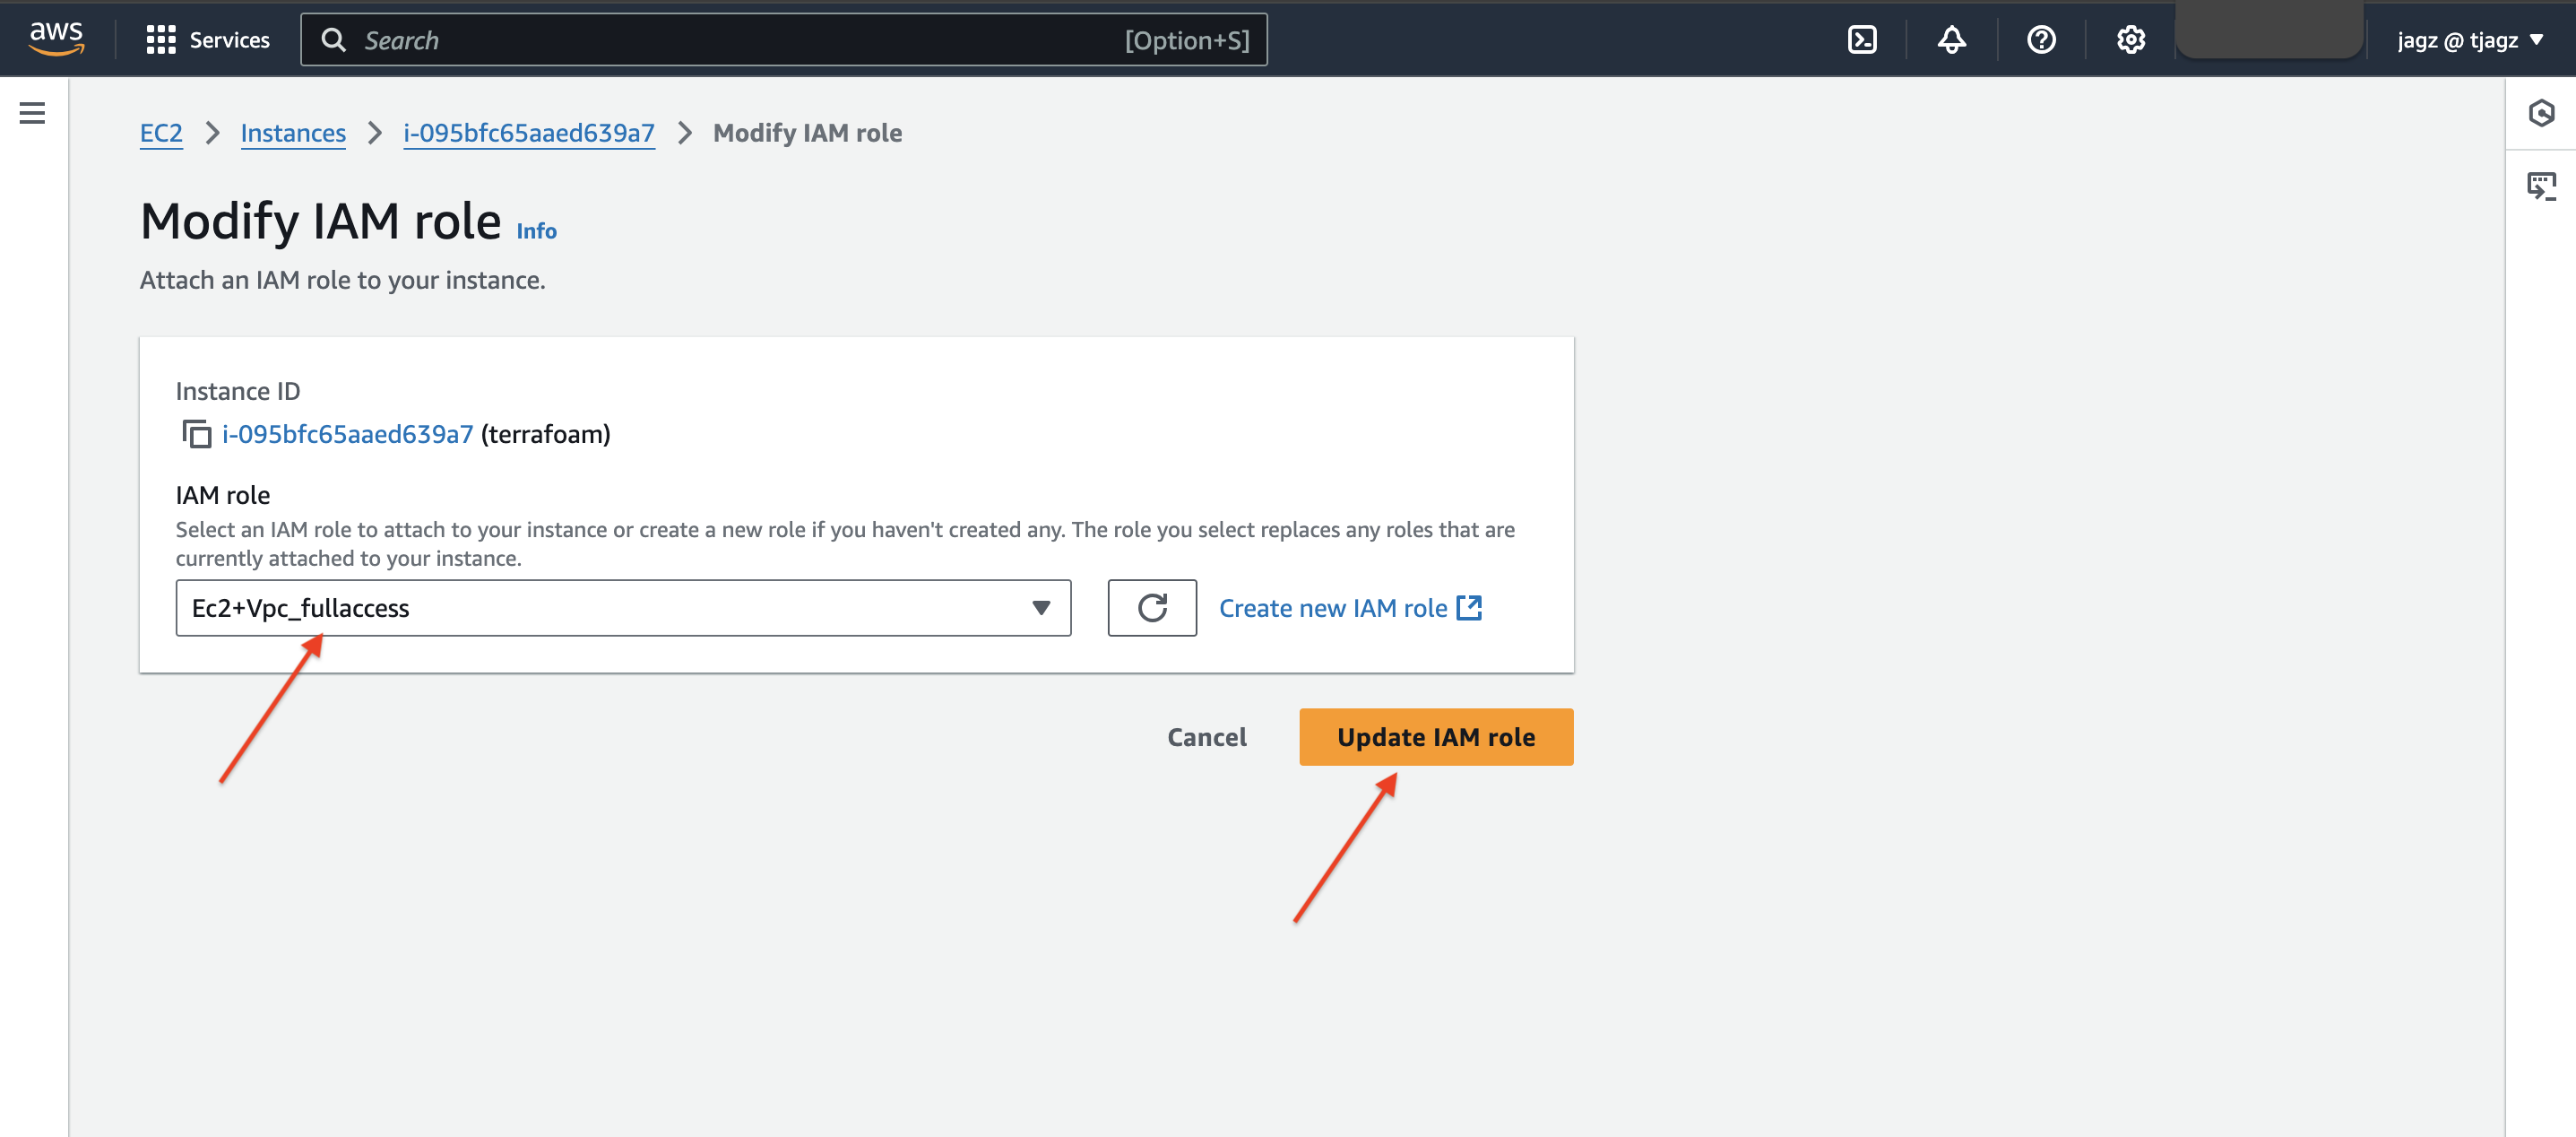 aws
Services
Search
[Option+S]
jagz @ tjagz
EC2 > Instances > i-095bfc65aaed639a7 > Modify IAM role
Modify IAM role Info
Attach an IAM role to your instance.
Instance ID
i-095bfc65aaed639a7 (terrafoam)
IAM role
Select an IAM role to attach to your instance or create a new role if you haven't created any. The role you select replaces any roles that are
currently attached to your instance.
Ec2+Vpc_fullaccess
Create new IAM role
Cancel
Update IAM role